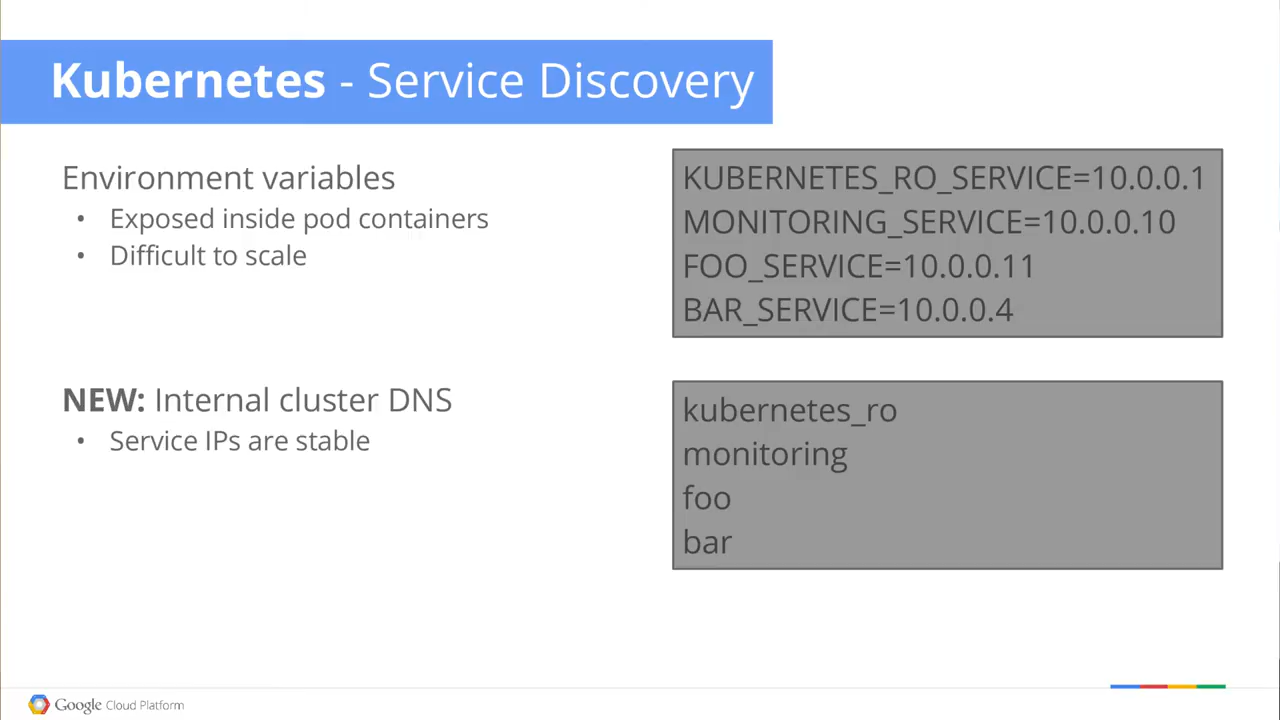 Kubernetes - Service Discovery
Environment variables
• Exposed inside pod containers
• Difficult to scale
KUBERNETES_RO_SERVICE=10.0.0.1
MONITORING_SERVICE=10.0.0.10
FOO_SERVICE=10.0.0.11
BAR_SERVICE=10.0.0.4
NEW: Internal cluster DNS
• Service IPs are stable
kubernetes_ro
monitoring
foo
bar
Google Cloud Platform